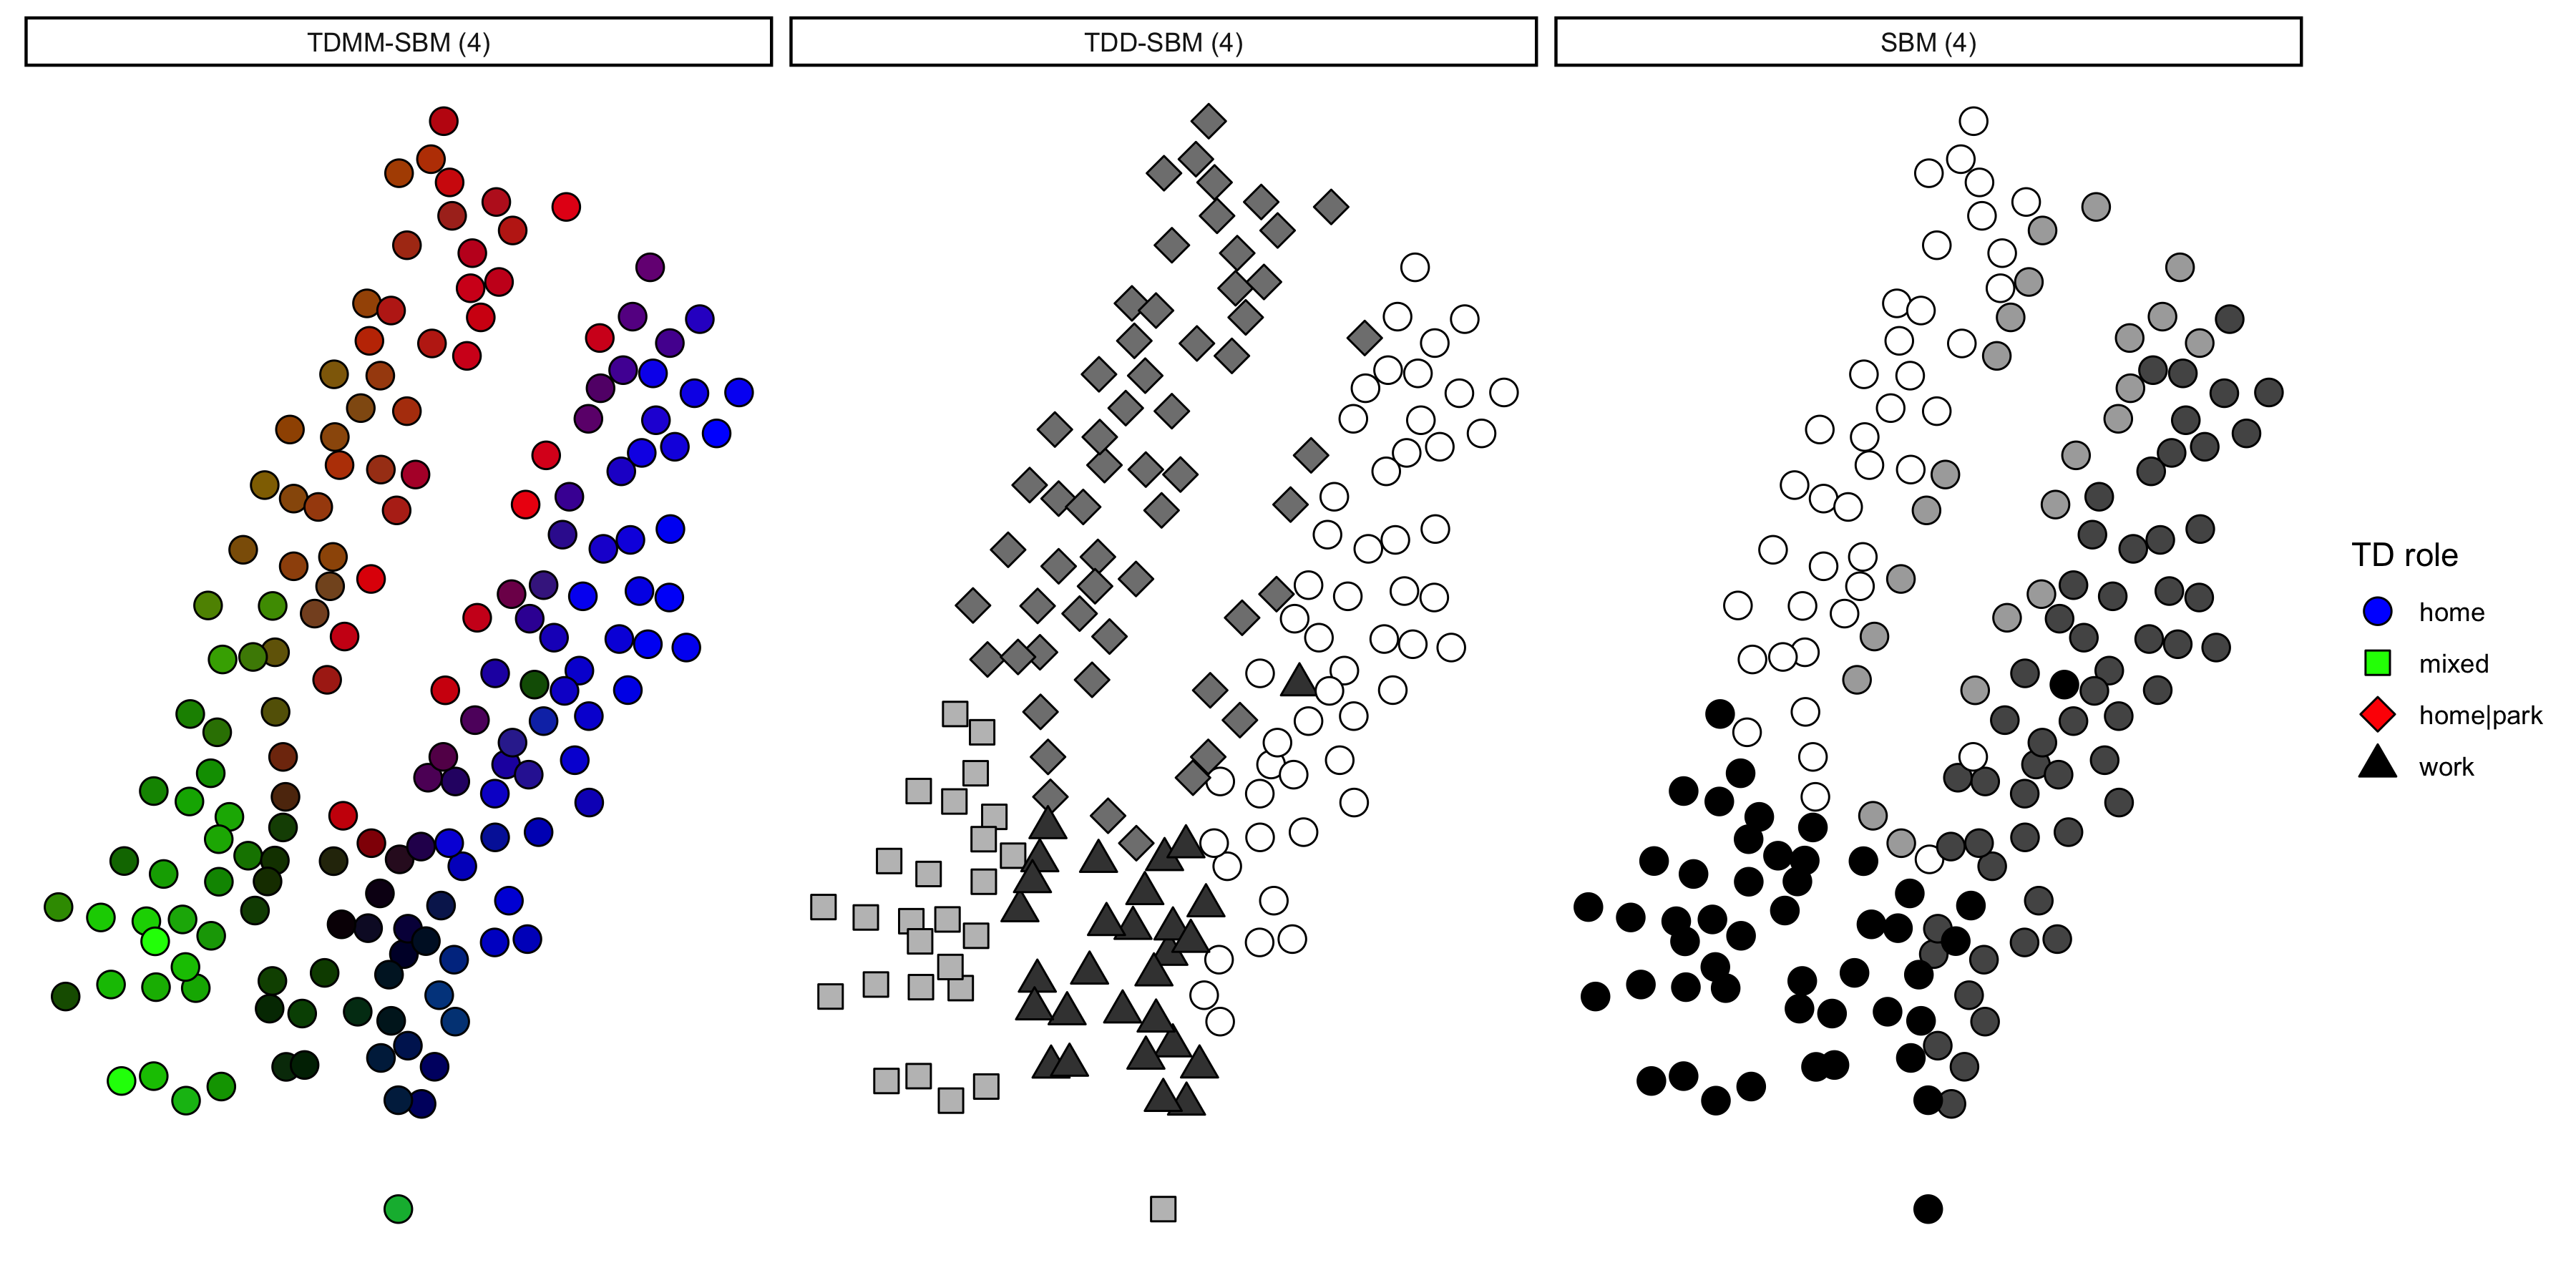 TDMM-SBM (4)
TDD-SBM (4)
SBM (4)
TD role
home
mixed
home|park
work